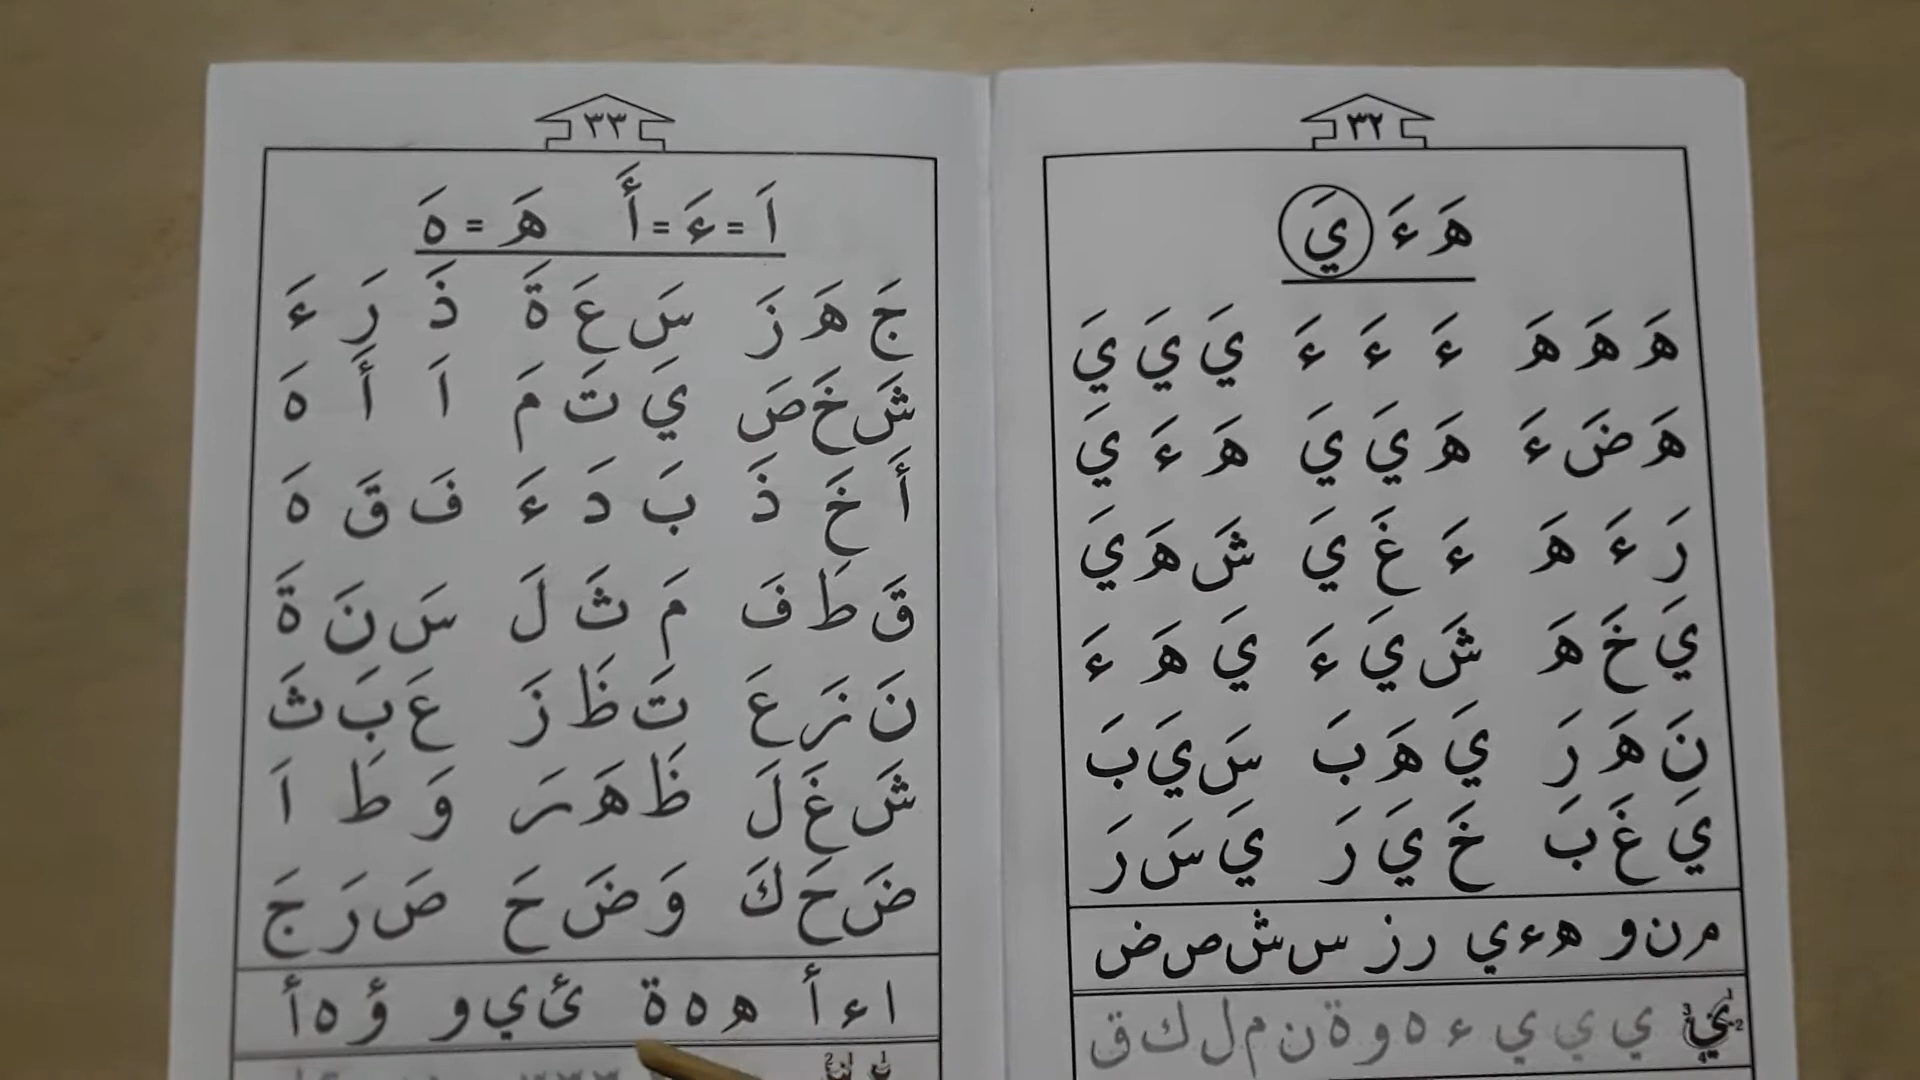 ٣٢
هَ ءَ يَ
هَ هَ هَ ءَ ءَ ءَ يَ يَ يَ
هَ ضَ ءَ هَ يَ يَ هَ ءَ يَ
رَ ءَ هَ ءَ غَ يَ شَ هَ يَ
يَ خَ هَ شَ يَ ءَ يَ هَ ءَ
نَ هَ رَ يَ هَ بَ سَ يَ بَ
يَ غَ بَ خَ يَ رَ يَ سَ رَ
م ن و ه ء ي ر ز س ش ص ض
ي ي ي ي ء ه و ة ن م ل ك ق
٣٣
اَ = ءَ = أَ هَ = هَ
جَ هَ زَ سَ عَ ةَ ذَ رَ ءَ
شَ خَ صَ يَ تَ مَ اَ أَ هَ
أَ خَ ذَ بَ دَ ءَ فَ قَ هَ
قَ طَ فَ مَ ثَ لَ سَ نَ ةَ
نَ زَ عَ تَ ظَ زَ عَ بَ ثَ
شَ غَ لَ ظَ هَ رَ وَ طَ اَ
ضَ حَ كَ وَ ضَ حَ صَ رَ جَ
ا ء أ ه ه ة ئ ي و ؤ ه أ